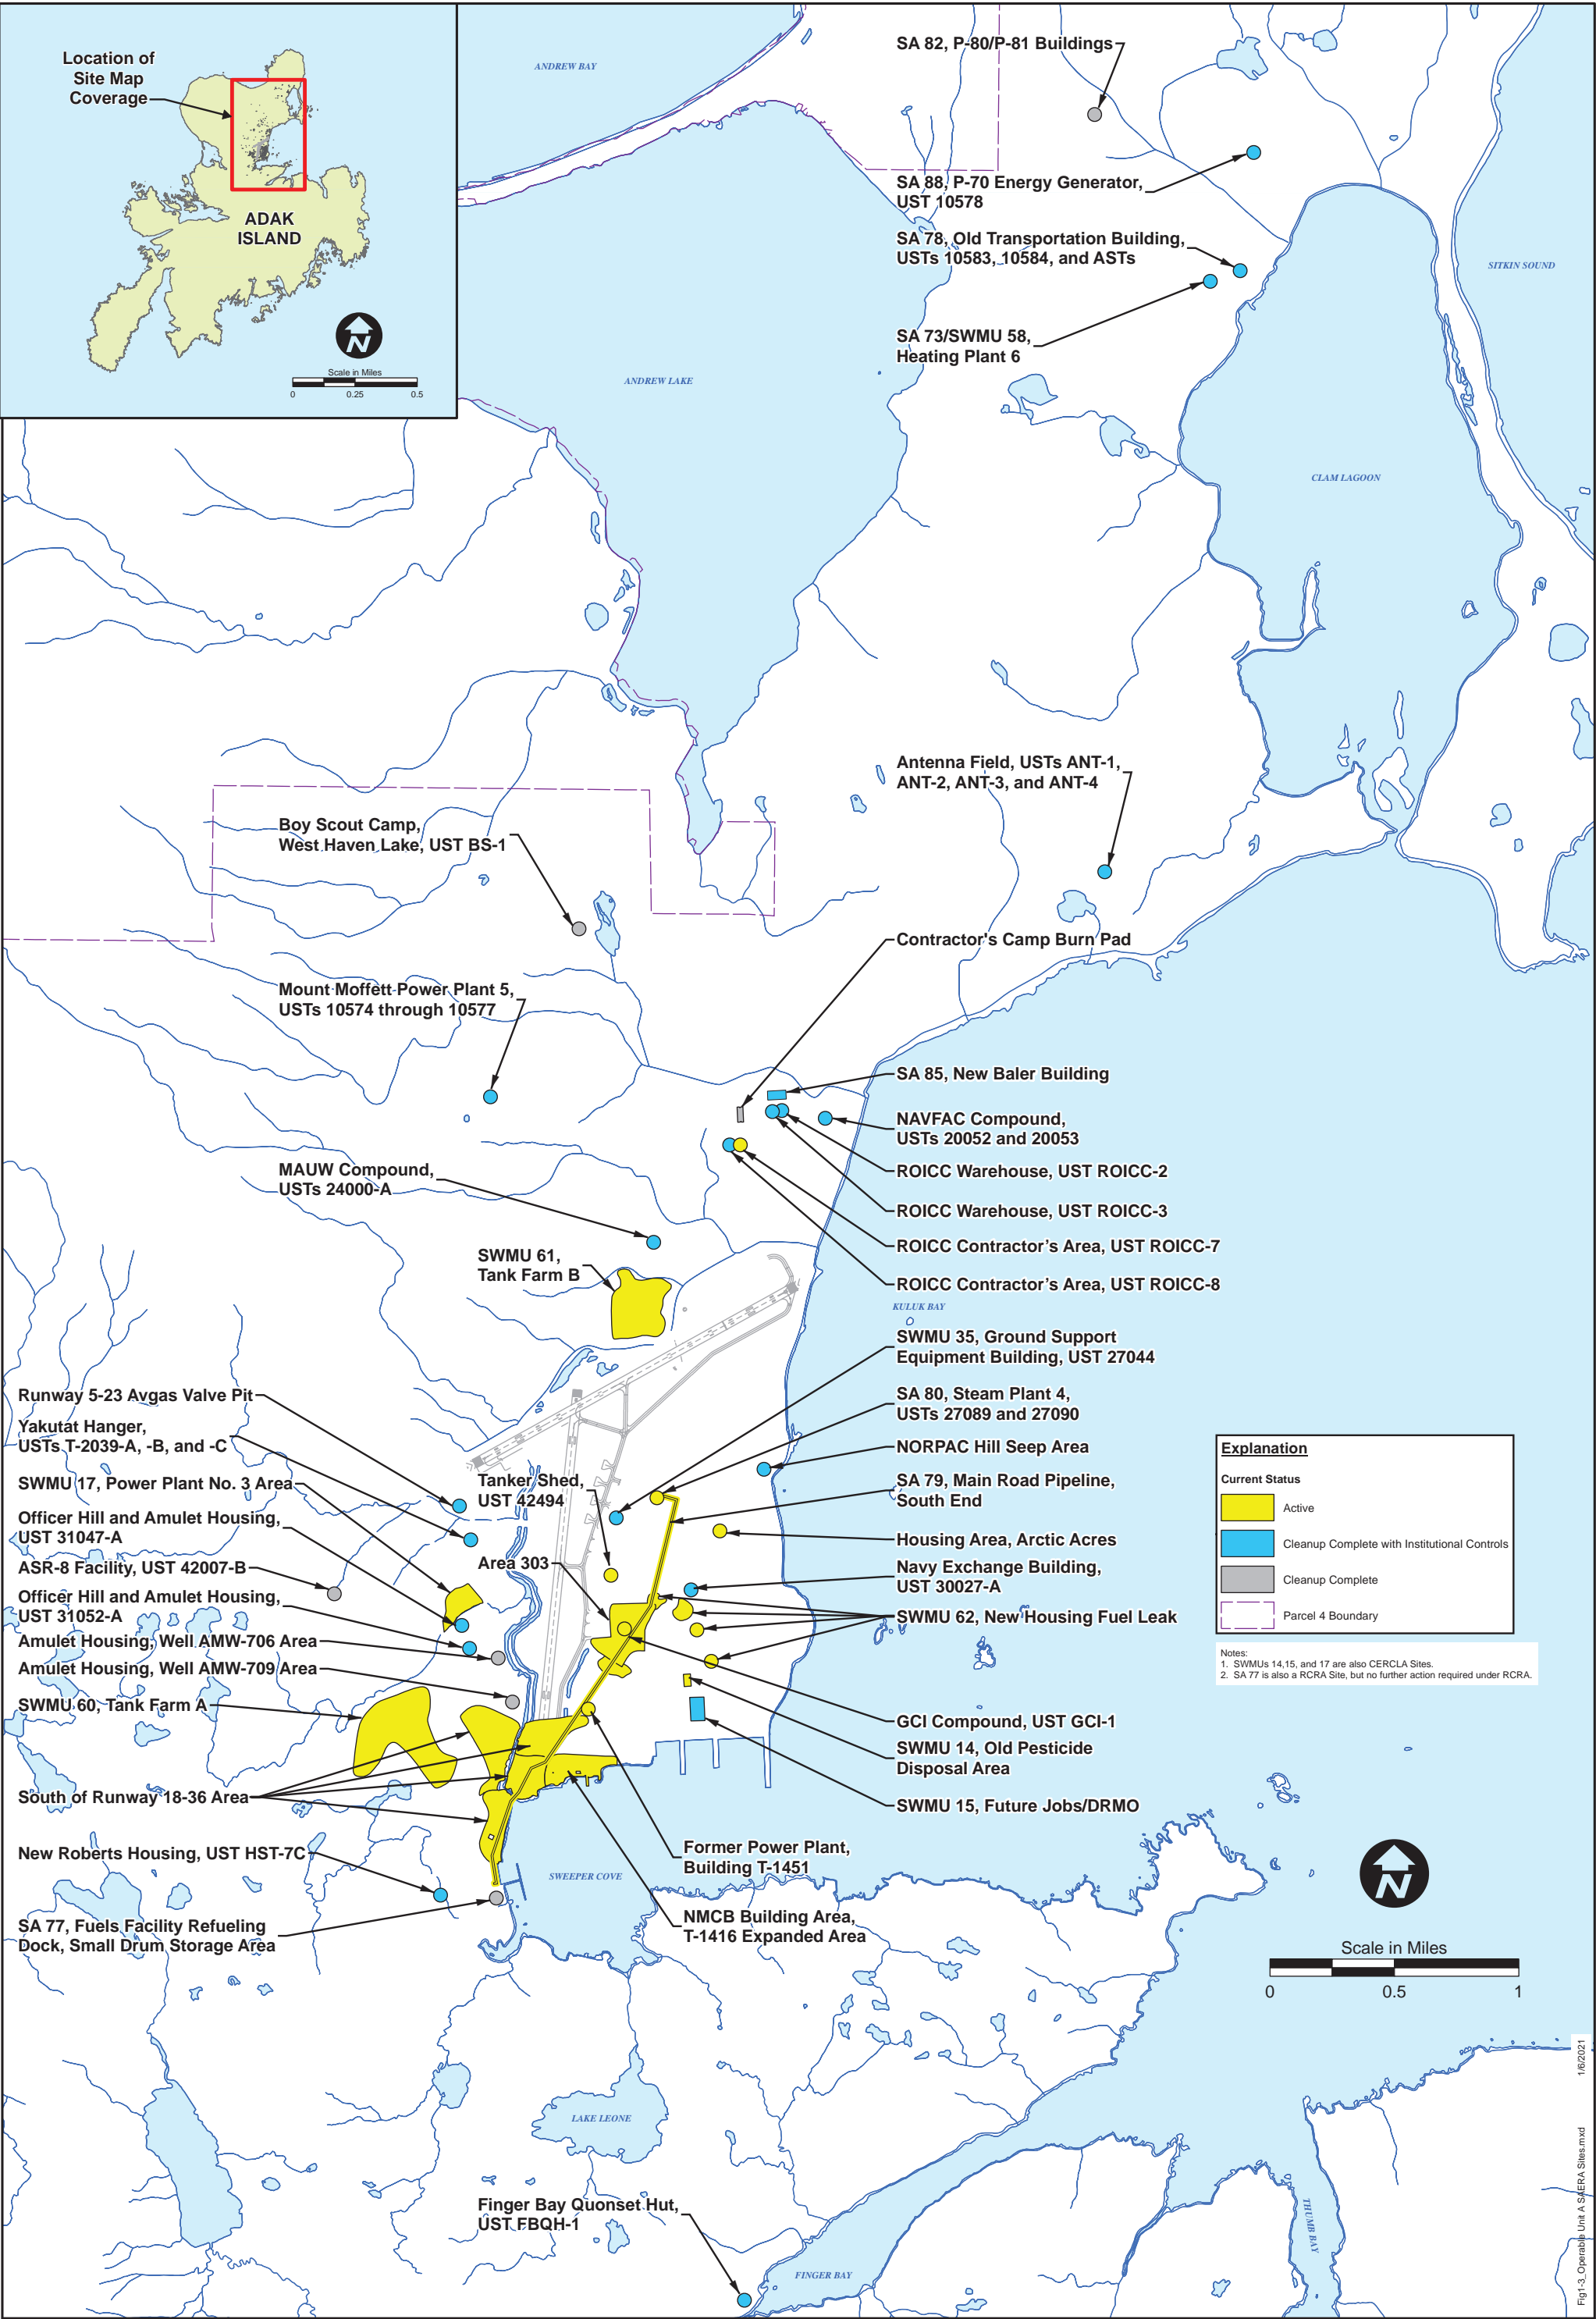 Location of
Site Map
Coverage
ADAK
ISLAND
N
Scale in Miles
0 0.25 0.5
ANDREW BAY
SA 82, P-80/P-81 Buildings
SA 88, P-70 Energy Generator,
UST 10578
SA 78, Old Transportation Building,
USTs 10583, 10584, and ASTs
SITKIN SOUND
SA 73/SWMU 58,
Heating Plant 6
ANDREW LAKE
CLAM LAGOON
Antenna Field, USTs ANT-1,
ANT-2, ANT-3, and ANT-4
Boy Scout Camp,
West Haven Lake, UST BS-1
Contractor's Camp Burn Pad
Mount Moffett Power Plant 5,
USTs 10574 through 10577
SA 85, New Baler Building
NAVFAC Compound,
USTs 20052 and 20053
ROICC Warehouse, UST ROICC-2
MAUW Compound,
USTs 24000-A
ROICC Warehouse, UST ROICC-3
ROICC Contractor's Area, UST ROICC-7
SWMU 61,
Tank Farm B
ROICC Contractor's Area, UST ROICC-8
KULUK BAY
SWMU 35, Ground Support
Equipment Building, UST 27044
Runway 5-23 Avgas Valve Pit
SA 80, Steam Plant 4,
USTs 27089 and 27090
Yakutat Hanger,
USTs T-2039-A, -B, and -C
NORPAC Hill Seep Area
SWMU 17, Power Plant No. 3 Area
Tanker Shed,
UST 42494
SA 79, Main Road Pipeline,
South End
Officer Hill and Amulet Housing,
UST 31047-A
Housing Area, Arctic Acres
ASR-8 Facility, UST 42007-B
Area 303
Navy Exchange Building,
UST 30027-A
Officer Hill and Amulet Housing,
UST 31052-A
SWMU 62, New Housing Fuel Leak
Amulet Housing, Well AMW-706 Area
Amulet Housing, Well AMW-709 Area
SWMU 60, Tank Farm A
GCI Compound, UST GCI-1
SWMU 14, Old Pesticide
Disposal Area
South of Runway 18-36 Area
SWMU 15, Future Jobs/DRMO
New Roberts Housing, UST HST-7C
Former Power Plant,
Building T-1451
SWEEPER COVE
SA 77, Fuels Facility Refueling
Dock, Small Drum Storage Area
NMCB Building Area,
T-1416 Expanded Area
Explanation
Current Status
Active
Cleanup Complete with Institutional Controls
Cleanup Complete
Parcel 4 Boundary
Notes:
1. SWMUs 14,15, and 17 are also CERCLA Sites.
2. SA 77 is also a RCRA Site, but no further action required under RCRA.
N
Scale in Miles
0 0.5 1
LAKE LEONE
Finger Bay Quonset Hut,
UST FBQH-1
FINGER BAY
THUMB BAY
Fig1-3_Operable Unit A SAERA Sites.mxd 1/6/2021